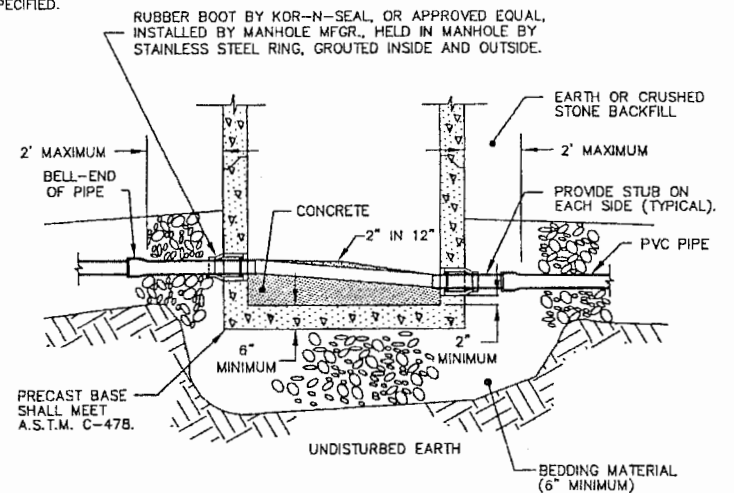 PECIFIED.
RUBBER BOOT BY KOR-N-SEAL, OR APPROVED EQUAL,
INSTALLED BY MANHOLE MFGR., HELD IN MANHOLE BY
STAINLESS STEEL RING, GROUTED INSIDE AND OUTSIDE.
EARTH OR CRUSHED
STONE BACKFILL
2' MAXIMUM
2' MAXIMUM
BELL-END
OF PIPE
PROVIDE STUB ON
EACH SIDE (TYPICAL).
CONCRETE
2" IN 12"
PVC PIPE
6"
MINIMUM
2"
MINIMUM
PRECAST BASE
SHALL MEET
A.S.T.M. C-478.
UNDISTURBED EARTH
BEDDING MATERIAL
(6" MINIMUM)